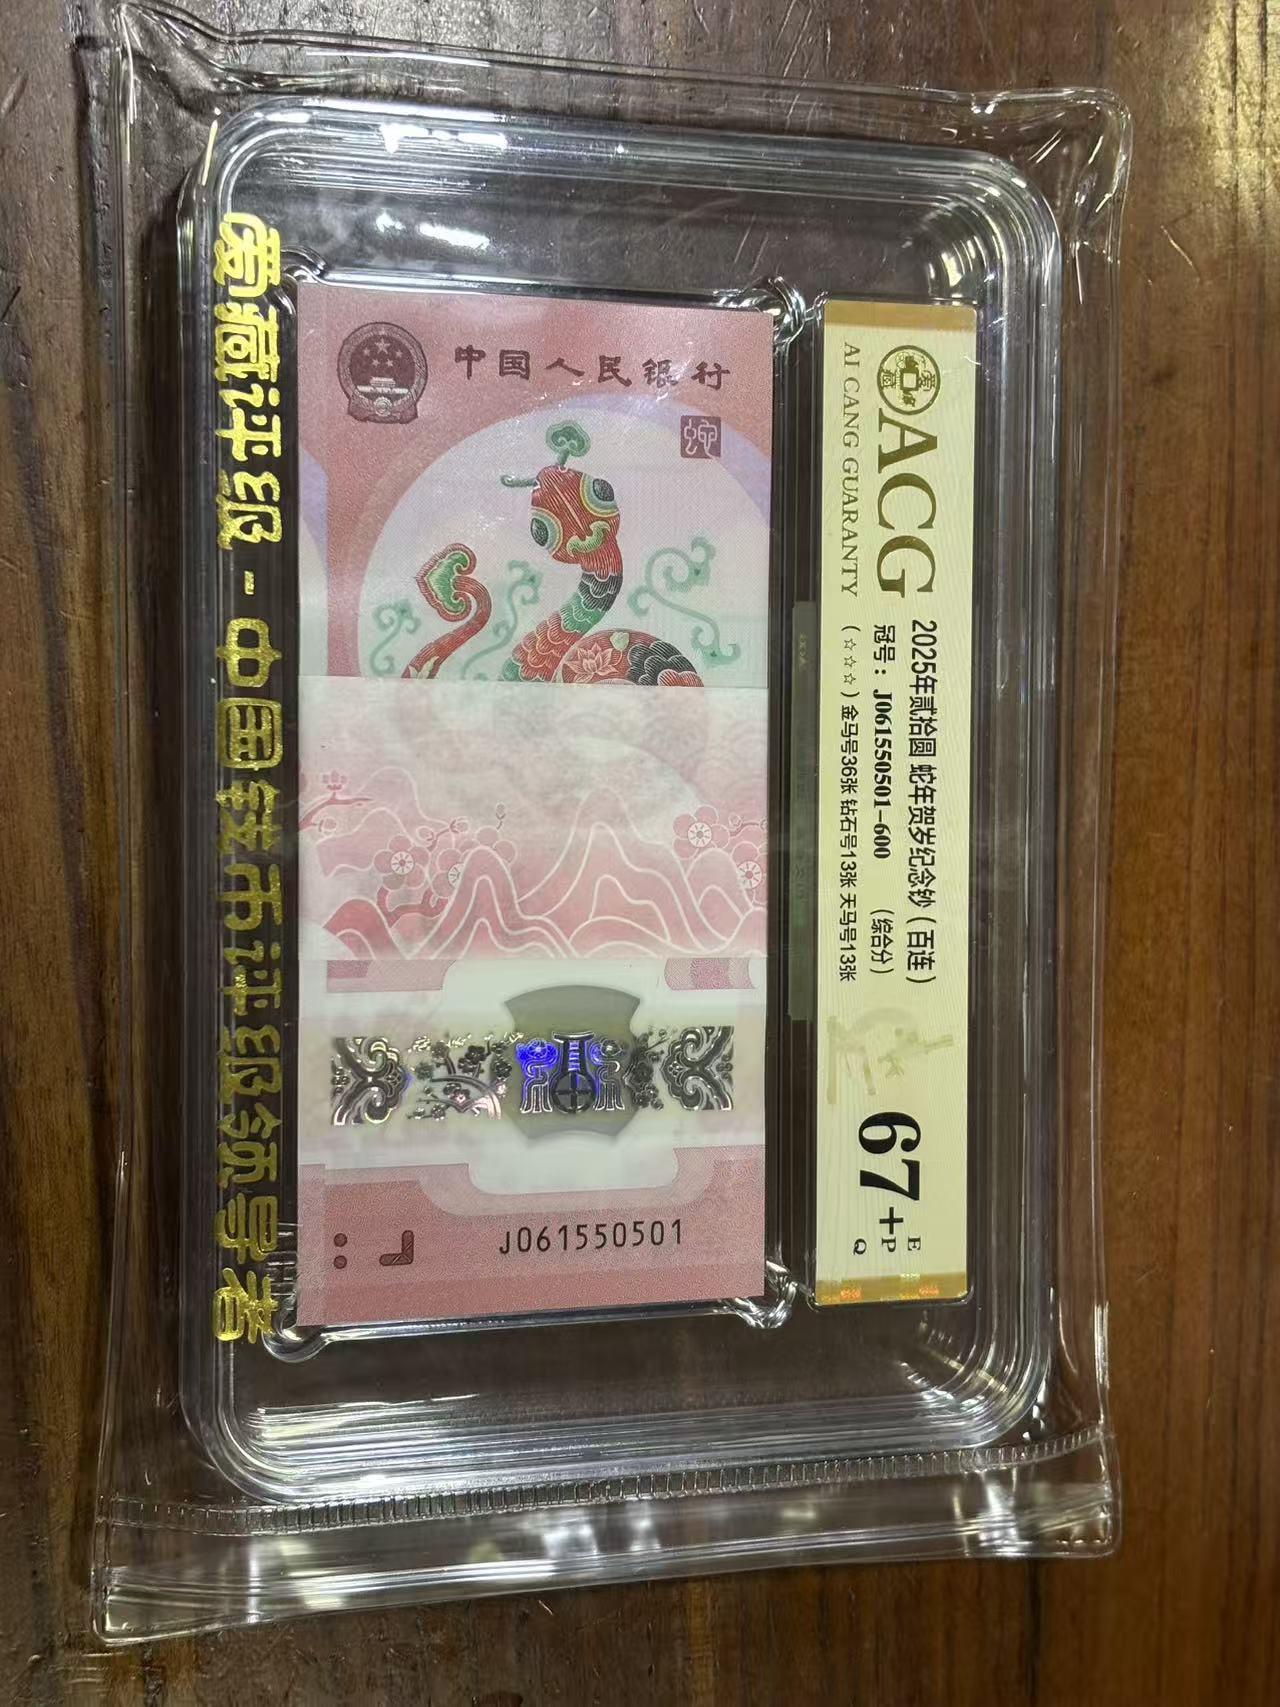 爱藏评级-中国钱币评级领导者
中国人民银行
蛇
J061550501
ACG
AI CANG GUARANTY
2025年贰拾圆 蛇年贺岁纪念钞(百连)
冠号:J061550501-600 (综合分)
(☆☆☆)金马号36张 钻石号13张 天马号13张
67+
E
P
Q